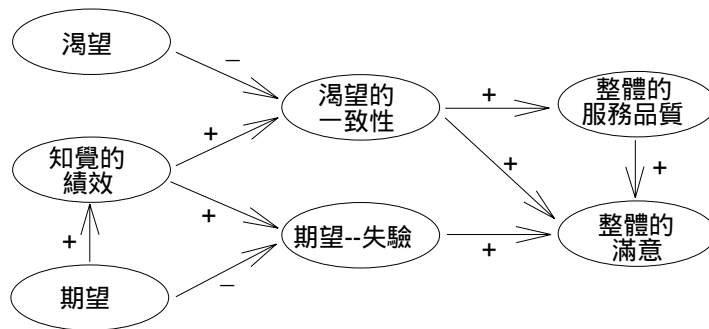 渴望
−
渴望的
一致性
+
整體的
服務品質
+
知覺的
績效
+
+
+
期望--失驗
+
整體的
滿意
+
期望
−